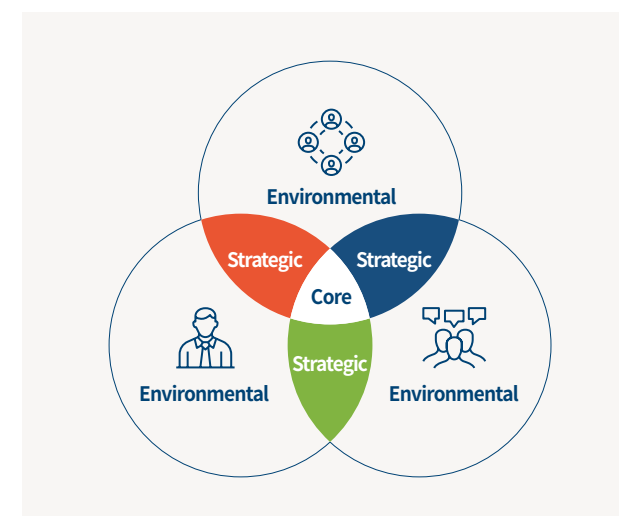 Environmental
Strategic
Strategic
Core
Strategic
Environmental
Environmental